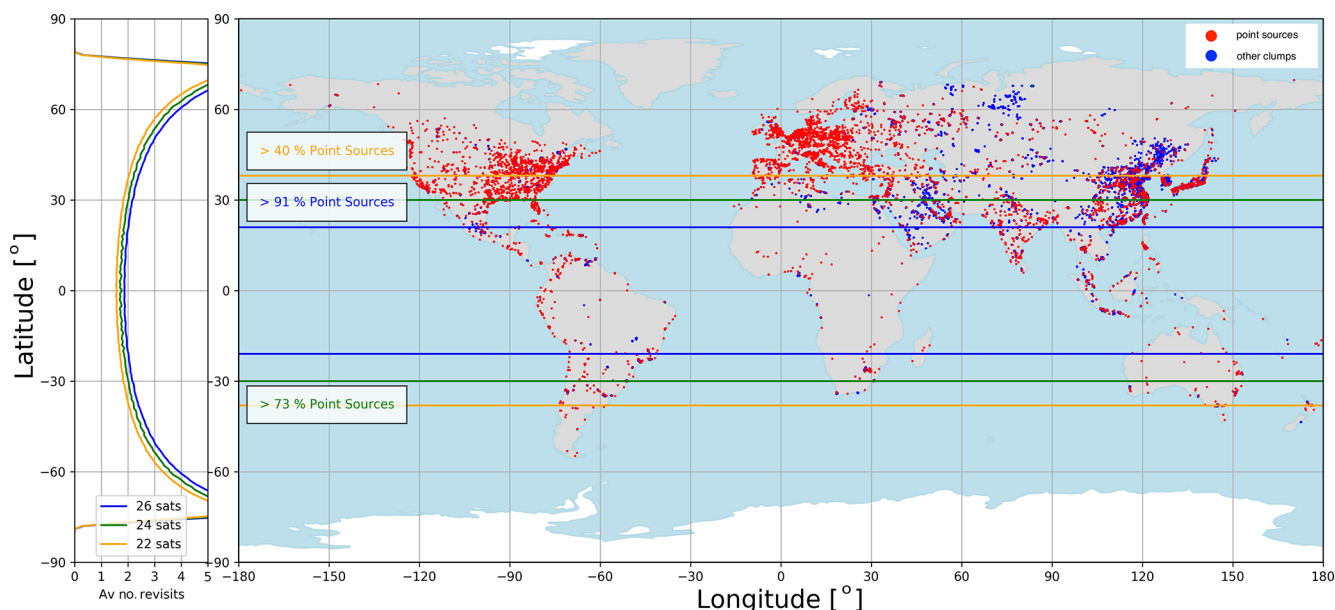 90
60
30
0
−30
−60
−90
Latitude [°]
0 1 2 3 4 5
Av no. revisits
26 sats
24 sats
22 sats
90
60
30
0
−30
−60
−90
point sources
other clumps
> 40 % Point Sources
> 91 % Point Sources
> 73 % Point Sources
−180 −150 −120 −90 −60 −30 0 30 60 90 120 150 180
Longitude [°]